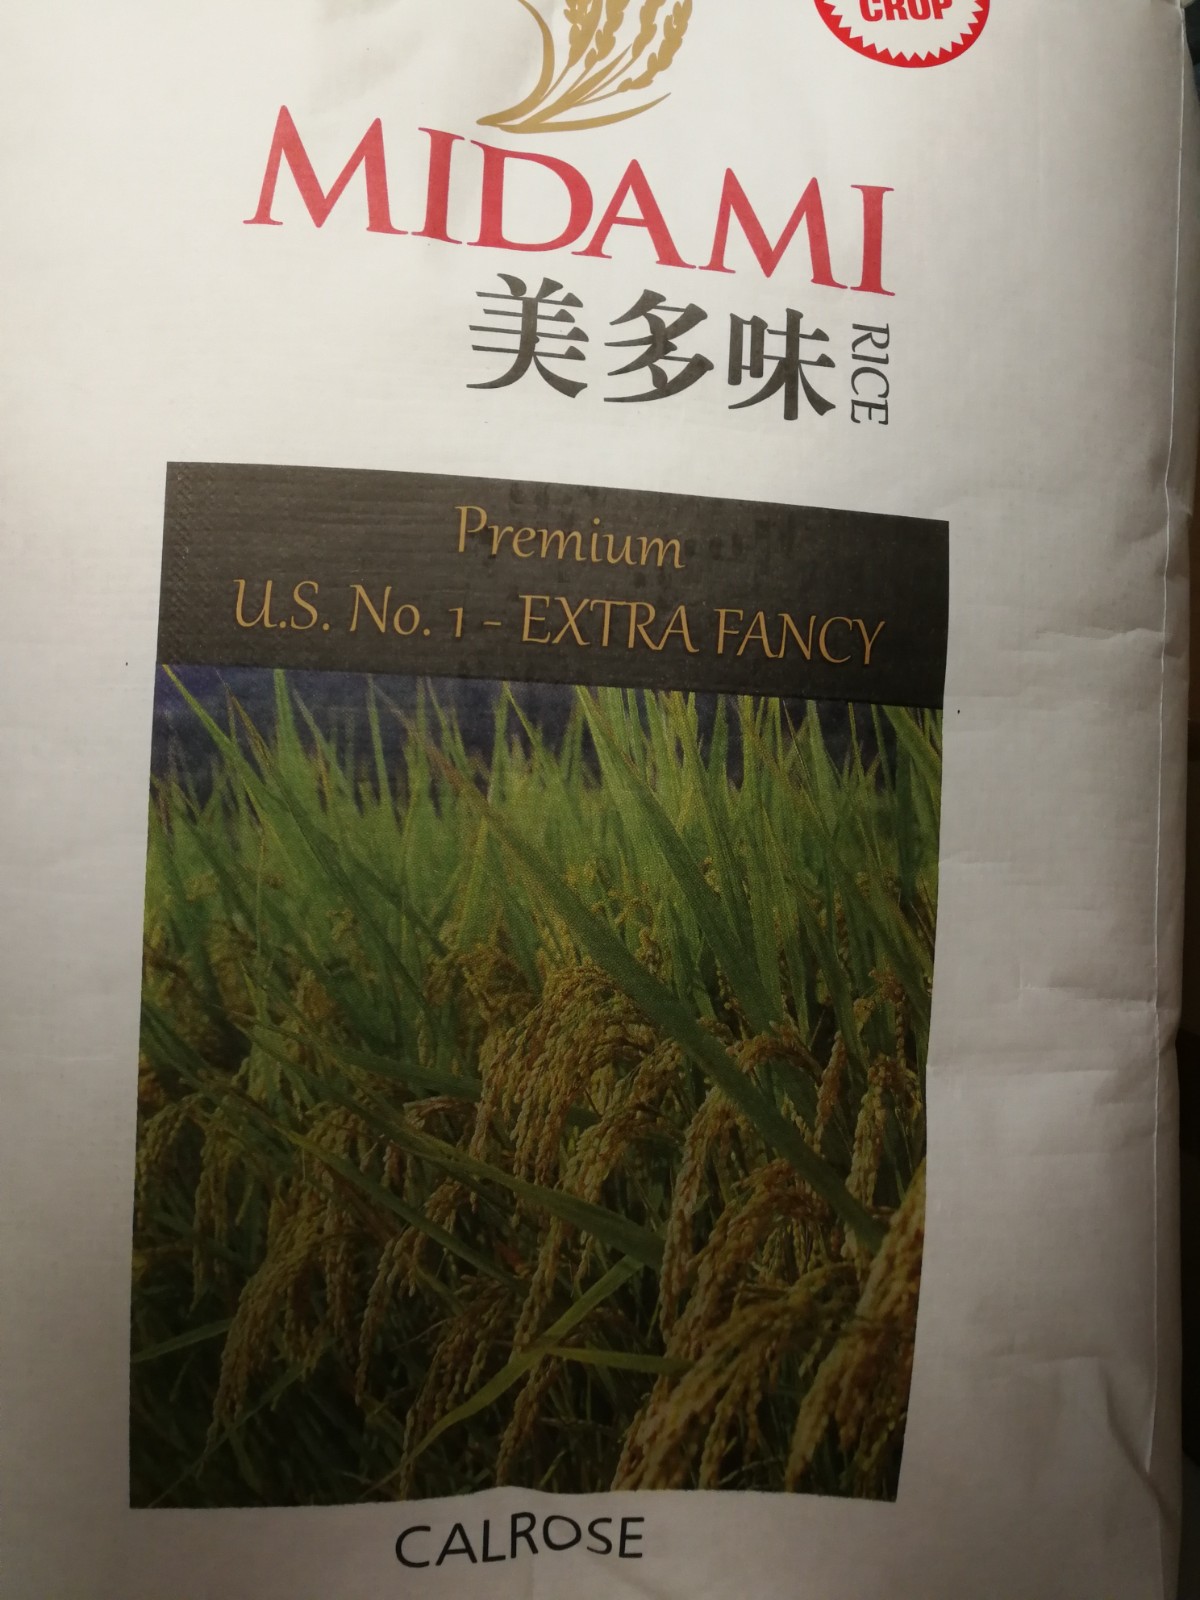 CROP
MIDAMI
美多味
RICE
Premium
U.S. No. 1 - EXTRA FANCY
CALROSE